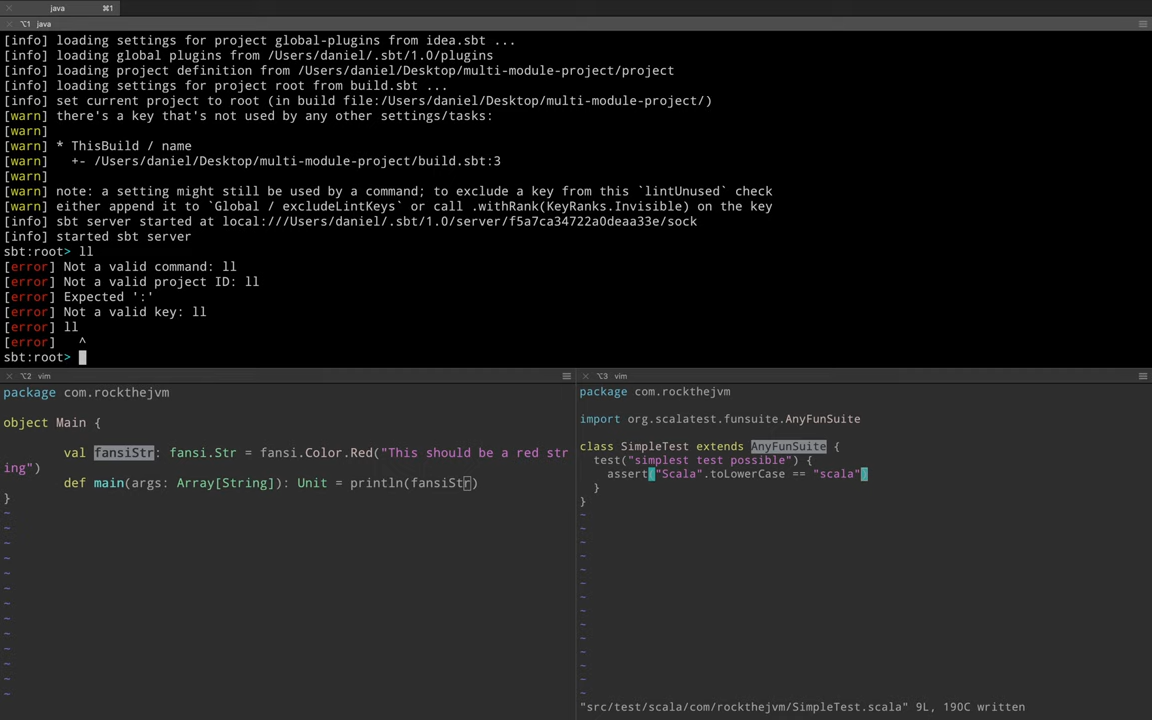 java ⌘1
⌥1 java
[info] loading settings for project global-plugins from idea.sbt ...
[info] loading global plugins from /Users/daniel/.sbt/1.0/plugins
[info] loading project definition from /Users/daniel/Desktop/multi-module-project/project
[info] loading settings for project root from build.sbt ...
[info] set current project to root (in build file:/Users/daniel/Desktop/multi-module-project/)
[warn] there's a key that's not used by any other settings/tasks:
[warn]
[warn] * ThisBuild / name
[warn]   +- /Users/daniel/Desktop/multi-module-project/build.sbt:3
[warn]
[warn] note: a setting might still be used by a command; to exclude a key from this `lintUnused` check
[warn] either append it to `Global / excludeLintKeys` or call .withRank(KeyRanks.Invisible) on the key
[info] sbt server started at local:///Users/daniel/.sbt/1.0/server/f5a7ca34722a0deaa33e/sock
[info] started sbt server
sbt:root> ll
[error] Not a valid command: ll
[error] Not a valid project ID: ll
[error] Expected ':'
[error] Not a valid key: ll
[error] ll
[error]   ^
sbt:root>
⌥2 vim
package com.rockthejvm
object Main {
val fansiStr: fansi.Str = fansi.Color.Red("This should be a red str
ing")
def main(args: Array[String]): Unit = println(fansiStr)
}
~
~
~
~
~
~
~
~
~
~
~
~
~
⌥3 vim
package com.rockthejvm
import org.scalatest.funsuite.AnyFunSuite
class SimpleTest extends AnyFunSuite {
test("simplest test possible") {
assert("Scala".toLowerCase == "scala")
}
}
~
~
~
~
~
~
~
~
~
~
~
~
~
~
"src/test/scala/com/rockthejvm/SimpleTest.scala" 9L, 190C written